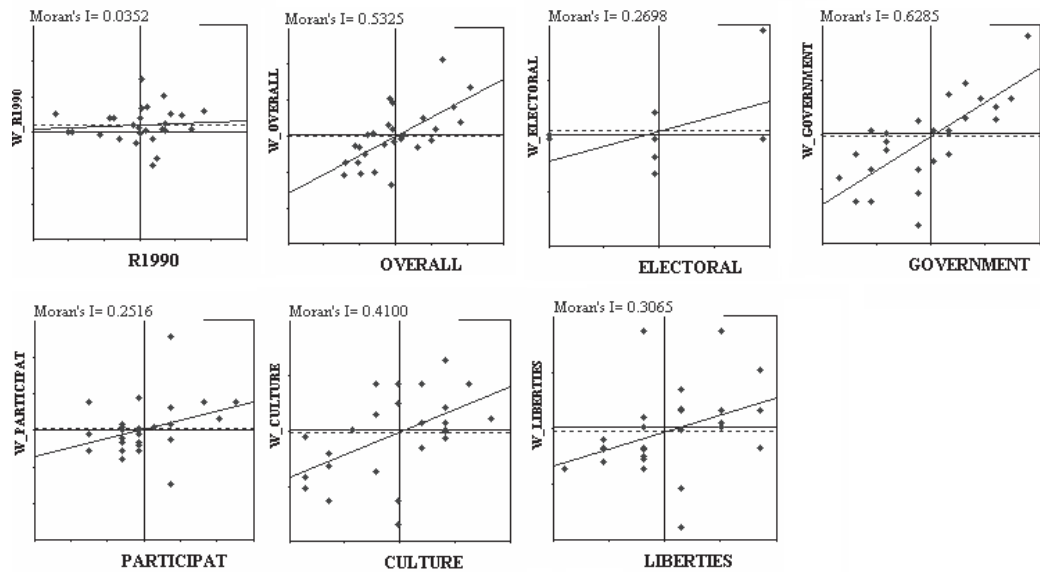 Moran's I= 0.0352
W_R1990
R1990
Moran's I= 0.5325
W_OVERALL
OVERALL
Moran's I= 0.2698
W_ELECTORAL
ELECTORAL
Moran's I= 0.6285
W_GOVERNMENT
GOVERNMENT
Moran's I= 0.2516
W_PARTICIPAT
PARTICIPAT
Moran's I= 0.4100
W_CULTURE
CULTURE
Moran's I= 0.3065
W_LIBERTIES
LIBERTIES